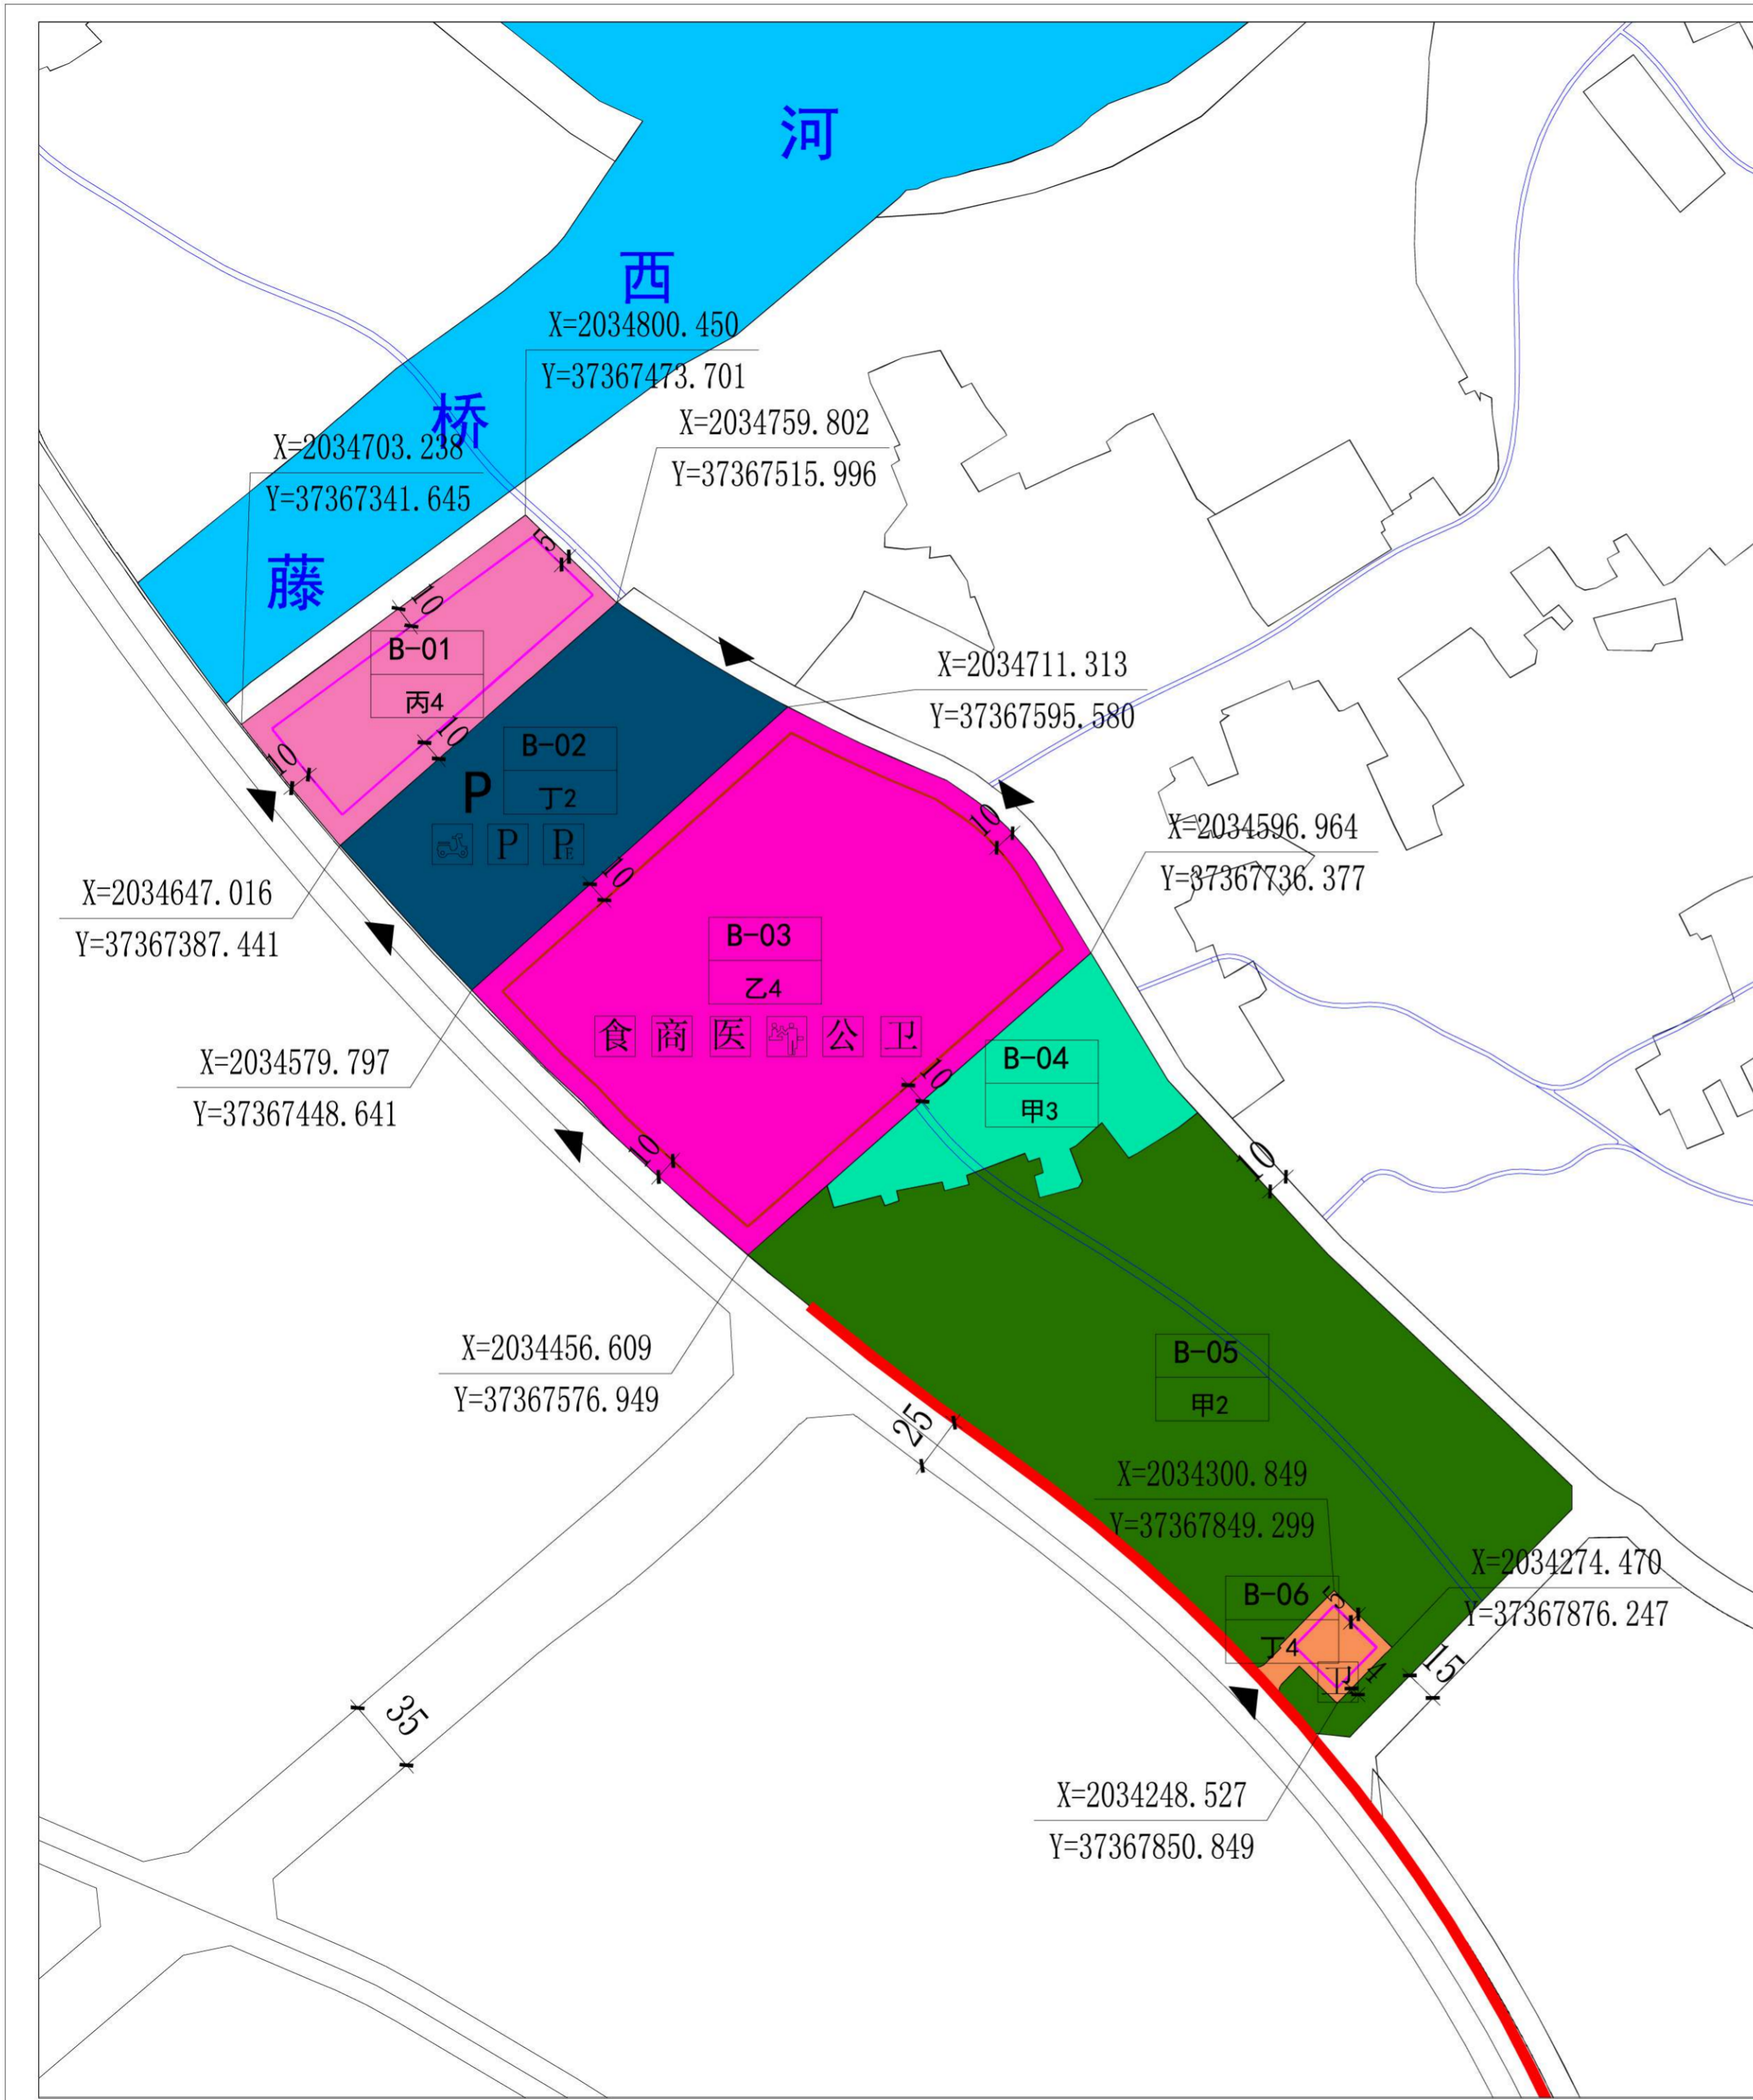 河
西
X=2034800.450
Y=37367473.701
桥
X=2034759.802
Y=37367515.996
X=2034703.238
Y=37367341.645
藤
5
10
B-01
丙4
X=2034711.313
Y=37367595.580
10
10
B-02
丁2
P
P PE
10
10
X=2034596.964
Y=37367736.377
X=2034647.016
Y=37367387.441
B-03
乙4
食 商 医 公 卫
X=2034579.797
Y=37367448.641
B-04
甲3
10
10
10
X=2034456.609
Y=37367576.949
B-05
甲2
25
X=2034300.849
Y=37367849.299
X=2034274.470
Y=37367876.247
B-06
丁4
5
卫
4
15
35
X=2034248.527
Y=37367850.849